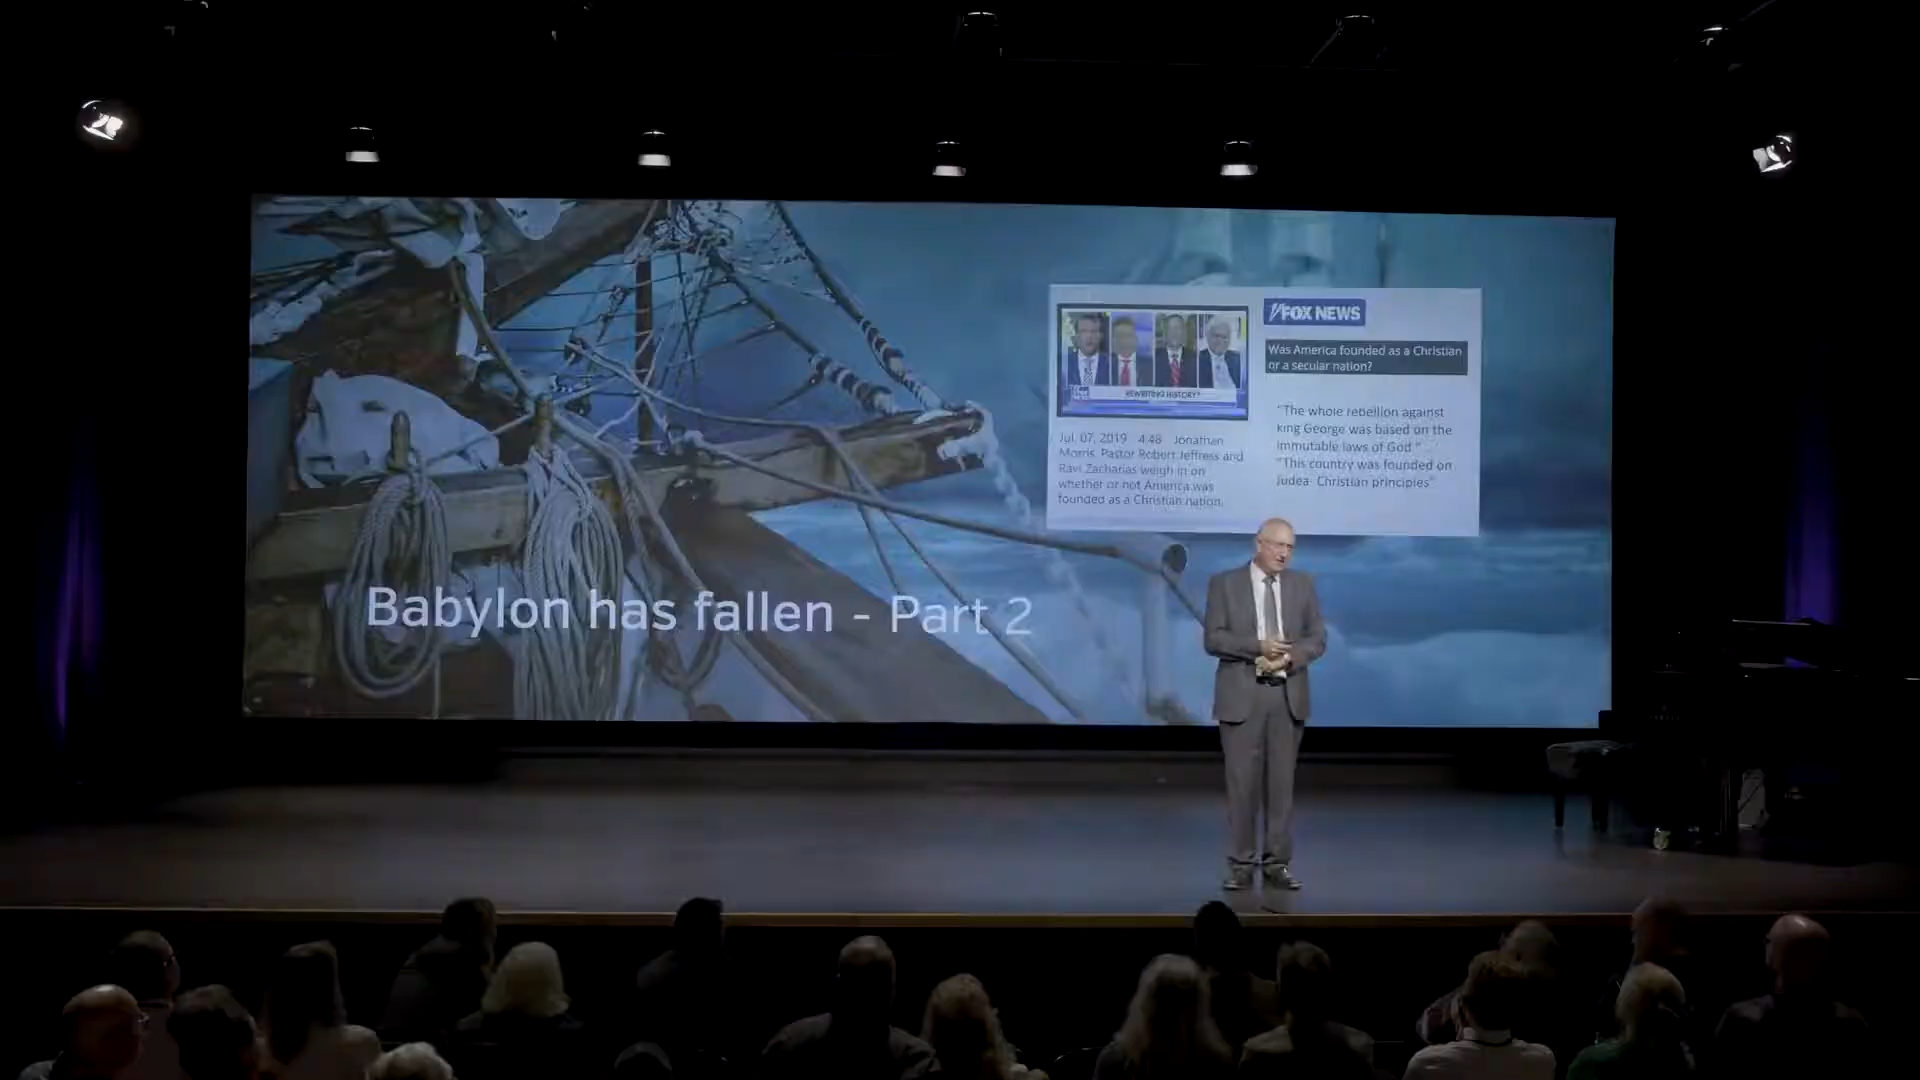 FOX NEWS
Was America founded as a Christian
or a secular nation?
REWRITING HISTORY?
"The whole rebellion against
king George was based on the
immutable laws of God "
"This country was founded on
Judea- Christian principles"
Jul, 07, 2019 4:48 Jonathan
Morris, Pastor Robert Jeffress and
Ravi Zacharias weigh in on
whether or not America was
founded as a Christian nation.
Babylon has fallen - Part 2